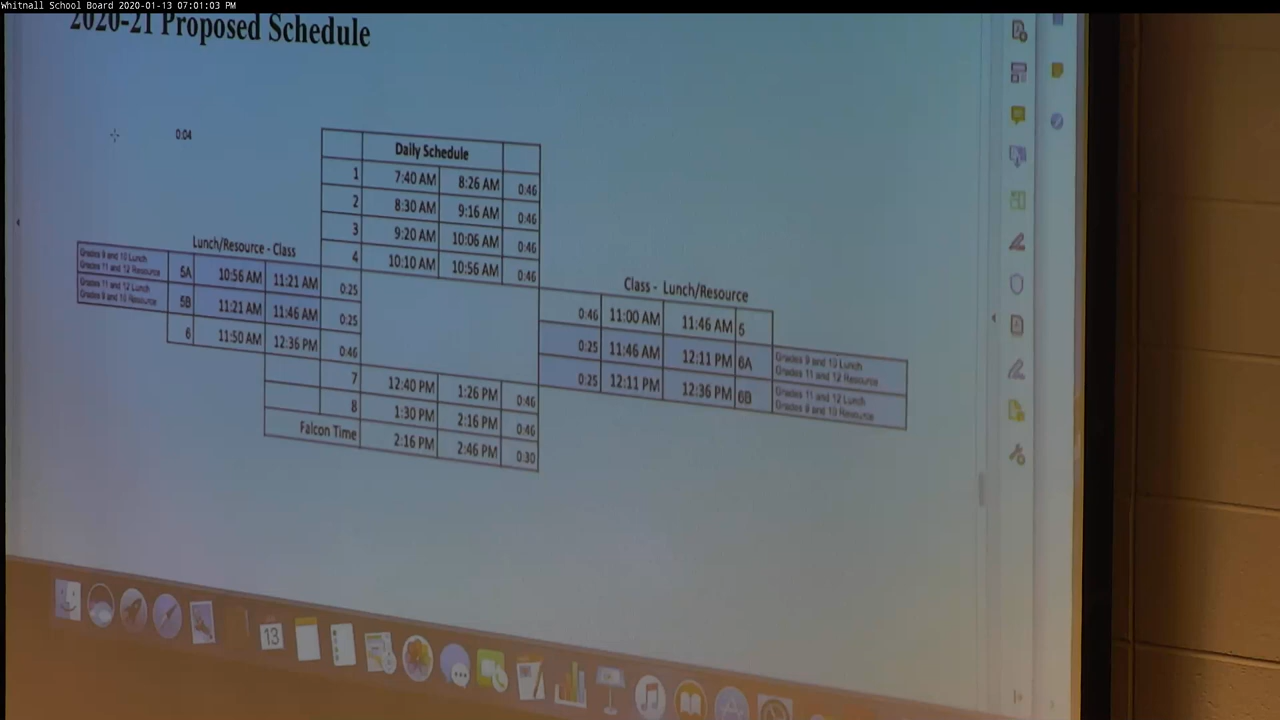 Whitnall School Board 2020-01-13 07:01:03 PM
2020-21 Proposed Schedule
0:04
Daily Schedule
1 7:40 AM 8:26 AM 0:46
2 8:30 AM 9:16 AM 0:46
3 9:20 AM 10:06 AM 0:46
4 10:10 AM 10:56 AM 0:46
Lunch/Resource - Class
Grades 9 and 10 Lunch
Grades 11 and 12 Resource
5A 10:56 AM 11:21 AM 0:25
Grades 11 and 12 Lunch
Grades 9 and 10 Resource
5B 11:21 AM 11:46 AM 0:25
6 11:50 AM 12:36 PM 0:46
Class - Lunch/Resource
0:46 11:00 AM 11:46 AM 5
0:25 11:46 AM 12:11 PM 6A
Grades 9 and 10 Lunch
Grades 11 and 12 Resource
0:25 12:11 PM 12:36 PM 6B
Grades 11 and 12 Lunch
Grades 9 and 10 Resource
7 12:40 PM 1:26 PM 0:46
8 1:30 PM 2:16 PM 0:46
Falcon Time 2:16 PM 2:46 PM 0:30
13